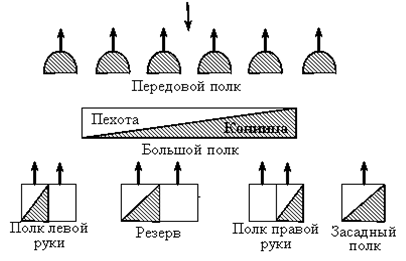 Передовой полк
Пехота
Конница
Большой полк
Полк левой
руки
Резерв
Полк правой
руки
Засадный
полк